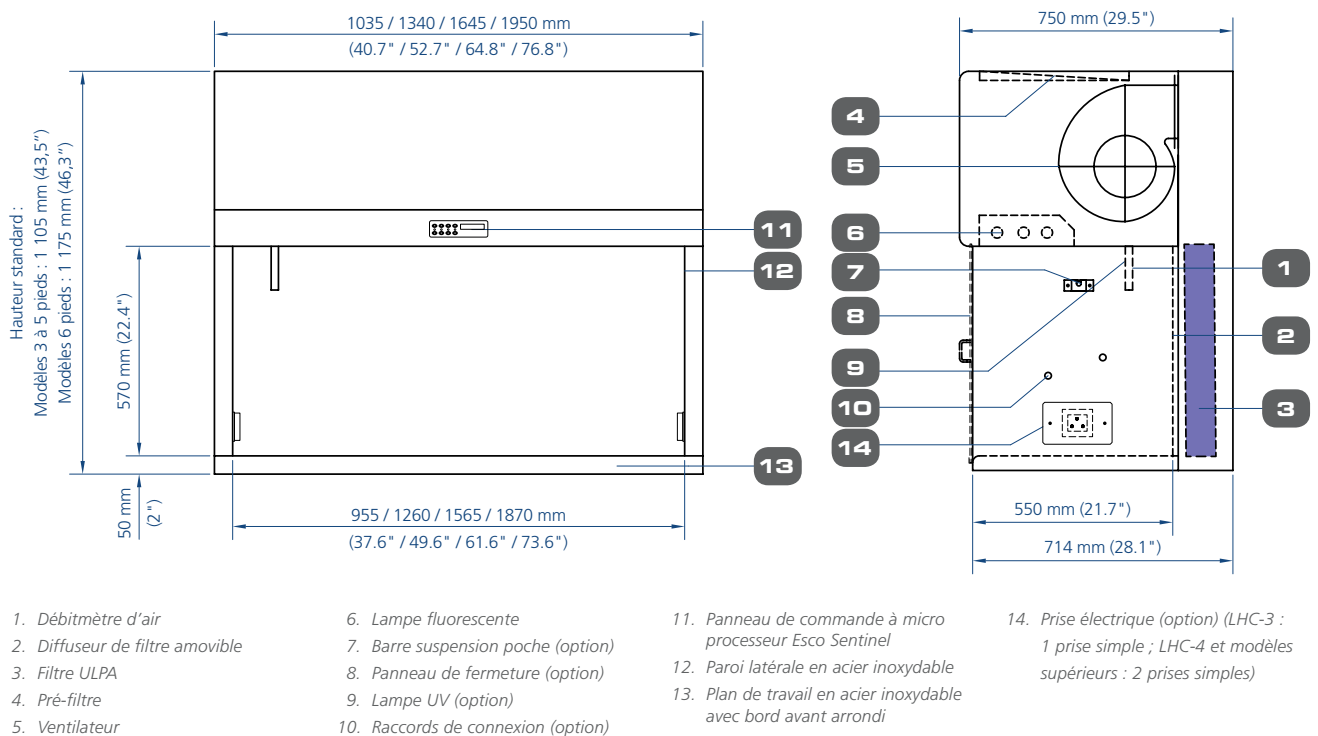 1035 / 1340 / 1645 / 1950 mm
(40.7" / 52.7" / 64.8" / 76.8")
750 mm (29.5")
Hauteur standard :
Modèles 3 à 5 pieds : 1 105 mm (43,5”)
Modèles 6 pieds : 1 175 mm (46,3”)
570 mm (22.4")
50 mm
(2")
955 / 1260 / 1565 / 1870 mm
(37.6" / 49.6" / 61.6" / 73.6")
11
12
13
4
5
6
7
8
9
10
14
1
2
3
550 mm (21.7")
714 mm (28.1")
1. Débitmètre d’air
2. Diffuseur de filtre amovible
3. Filtre ULPA
4. Pré-filtre
5. Ventilateur
6. Lampe fluorescente
7. Barre suspension poche (option)
8. Panneau de fermeture (option)
9. Lampe UV (option)
10. Raccords de connexion (option)
11. Panneau de commande à micro
processeur Esco Sentinel
12. Paroi latérale en acier inoxydable
13. Plan de travail en acier inoxydable
avec bord avant arrondi
14. Prise électrique (option) (LHC-3 :
1 prise simple ; LHC-4 et modèles
supérieurs : 2 prises simples)